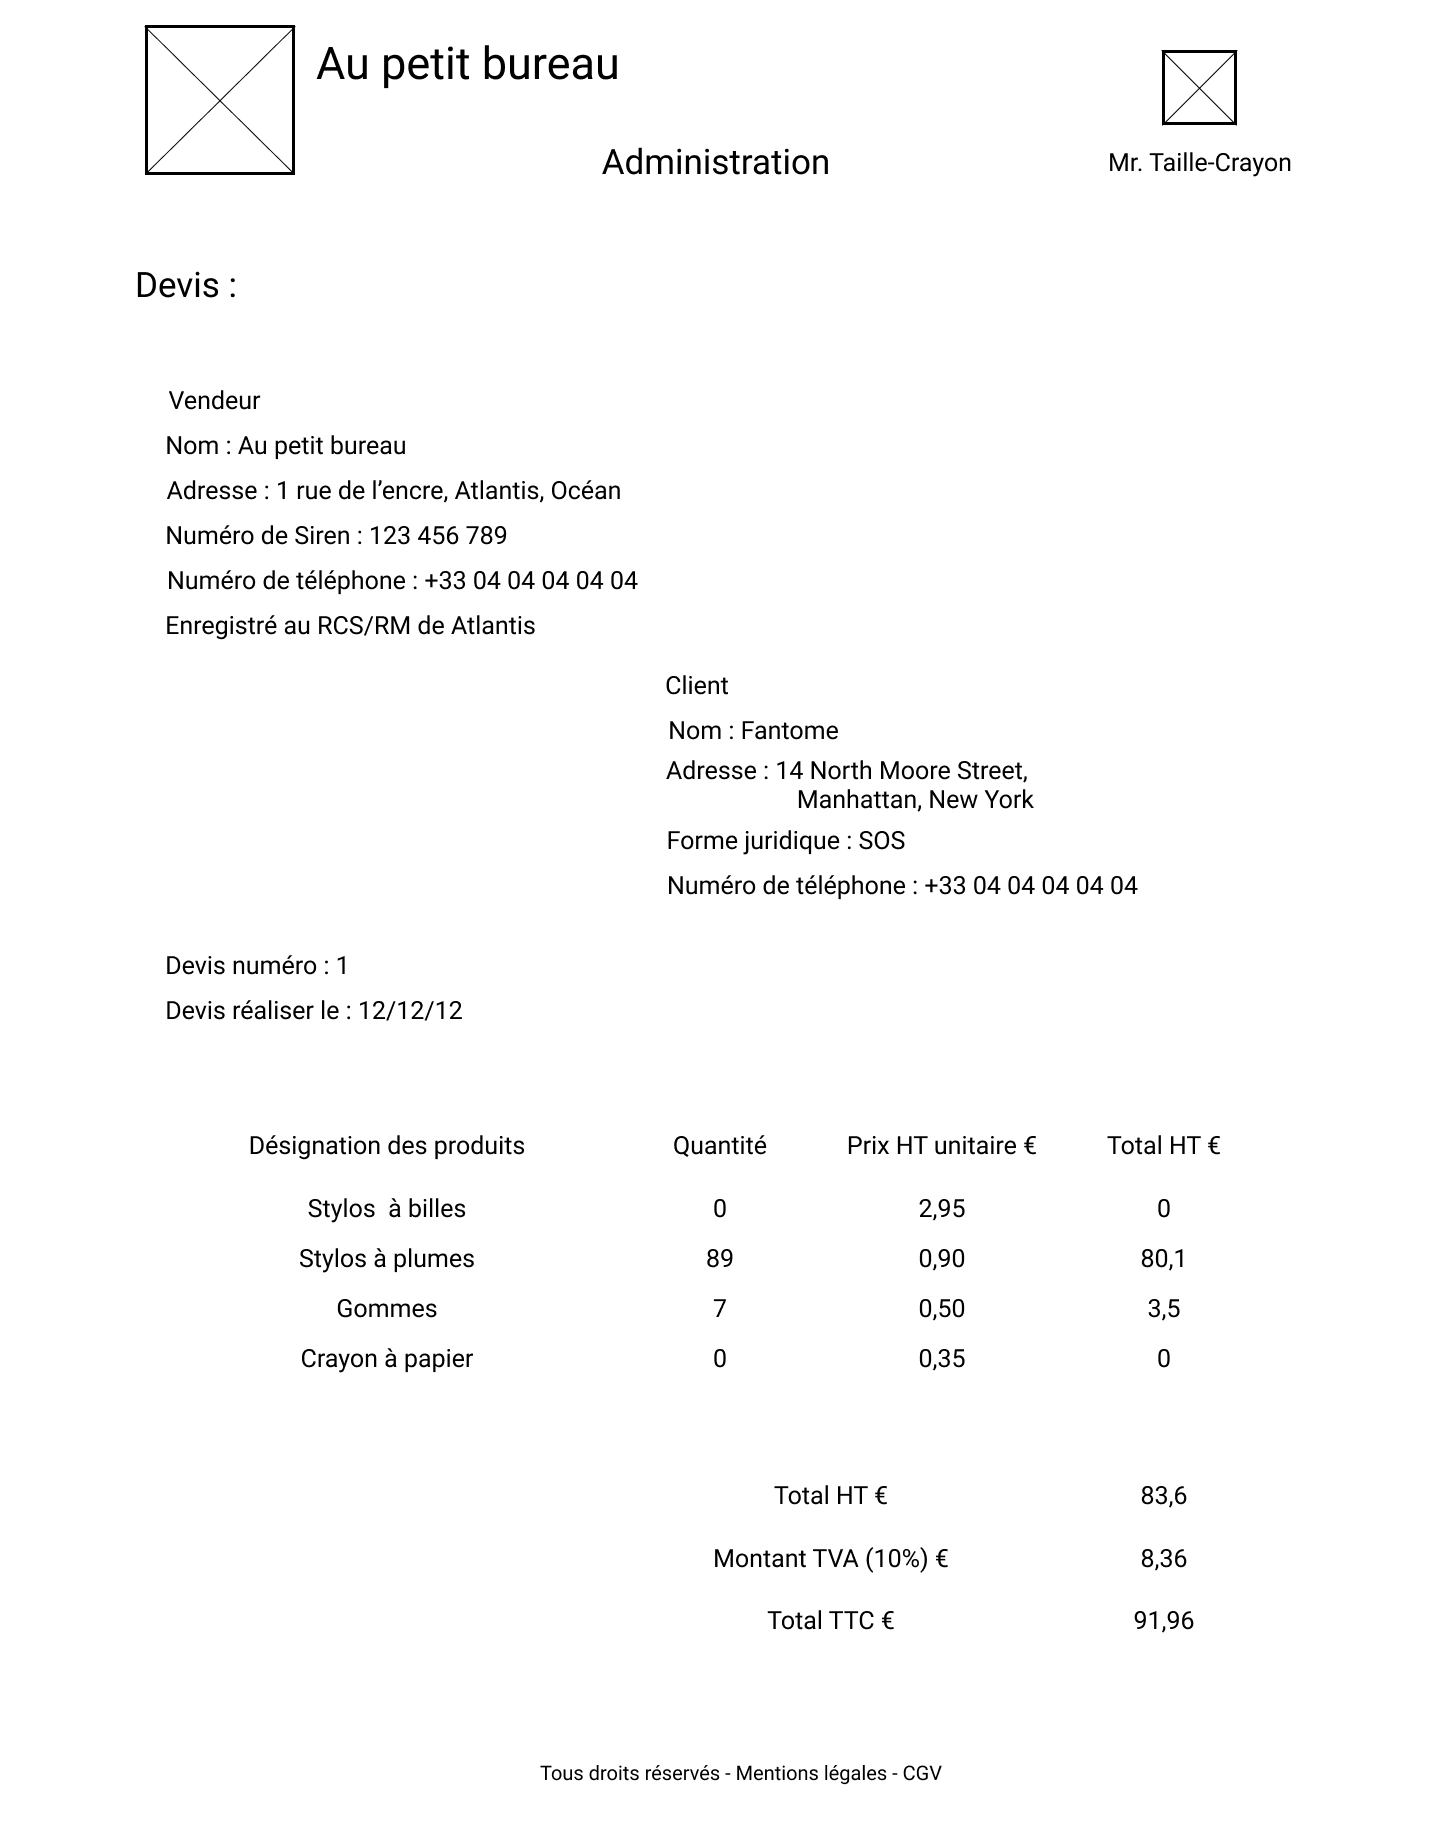 Au petit bureau
Administration
Mr. Taille-Crayon
Devis :
Vendeur
Nom : Au petit bureau
Adresse : 1 rue de l’encre, Atlantis, Océan
Numéro de Siren : 123 456 789
Numéro de téléphone : +33 04 04 04 04 04
Enregistré au RCS/RM de Atlantis
Client
Nom : Fantome
Adresse : 14 North Moore Street,
Manhattan, New York
Forme juridique : SOS
Numéro de téléphone : +33 04 04 04 04 04
Devis numéro : 1
Devis réaliser le : 12/12/12
Désignation des produits Quantité Prix HT unitaire € Total HT €
Stylos  à billes 0 2,95 0
Stylos à plumes 89 0,90 80,1
Gommes 7 0,50 3,5
Crayon à papier 0 0,35 0
Total HT € 83,6
Montant TVA (10%) € 8,36
Total TTC € 91,96
Tous droits réservés - Mentions légales - CGV